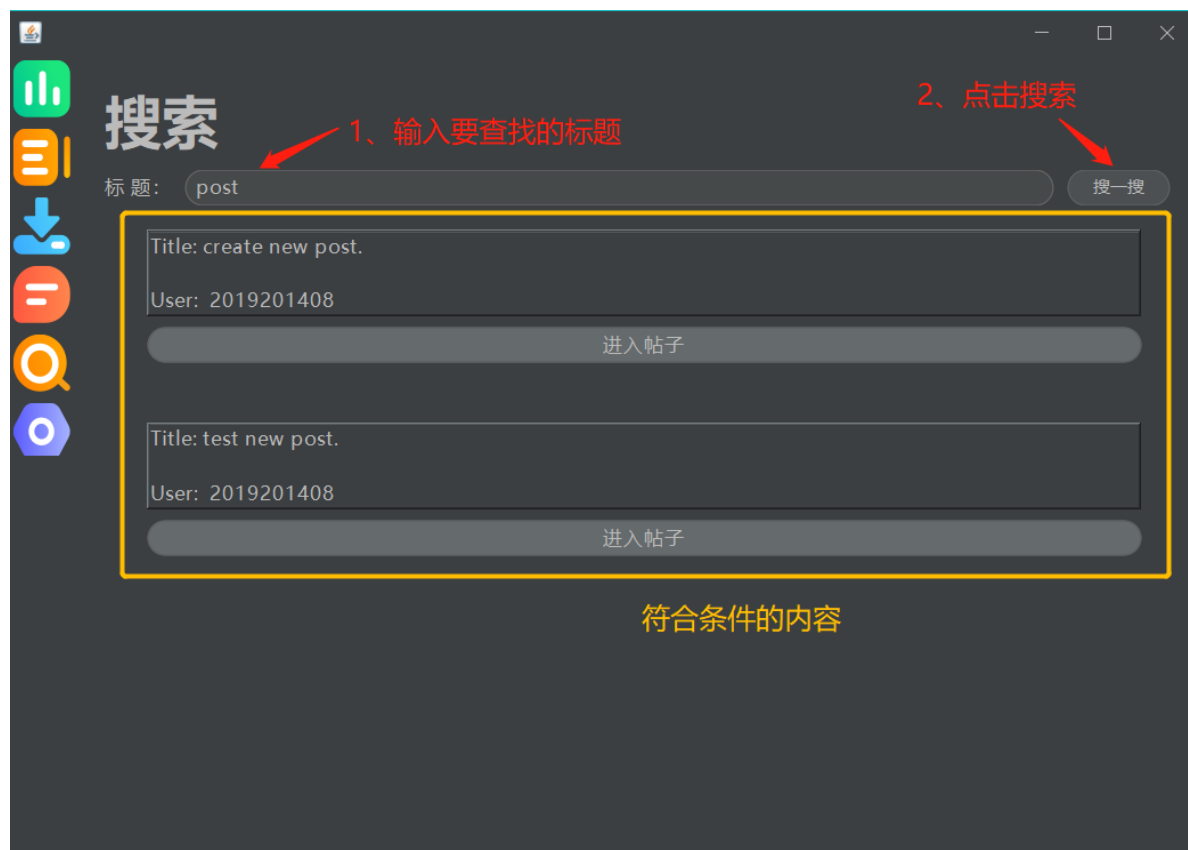 搜索
1、输入要查找的标题
2、点击搜索
标 题：
post
搜一搜
Title: create new post.
User: 2019201408
进入帖子
Title: test new post.
User: 2019201408
进入帖子
符合条件的内容